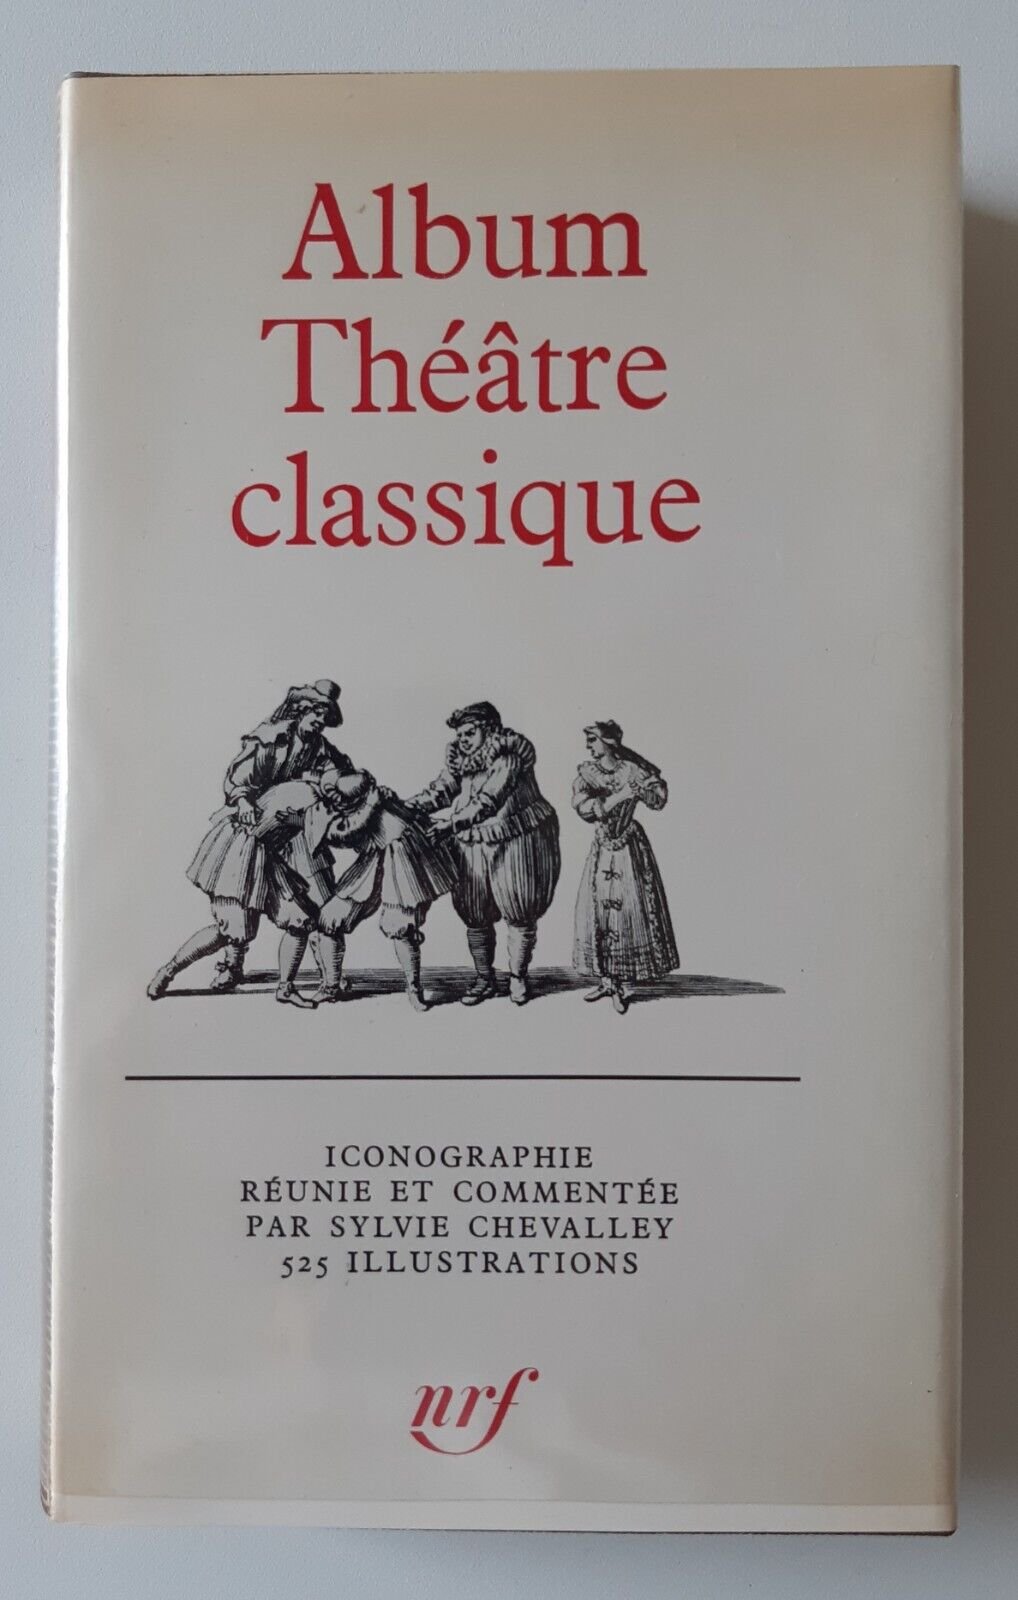 Album
Théâtre
classique
ICONOGRAPHIE
RÉUNIE ET COMMENTÉE
PAR SYLVIE CHEVALLEY
525 ILLUSTRATIONS
nrf